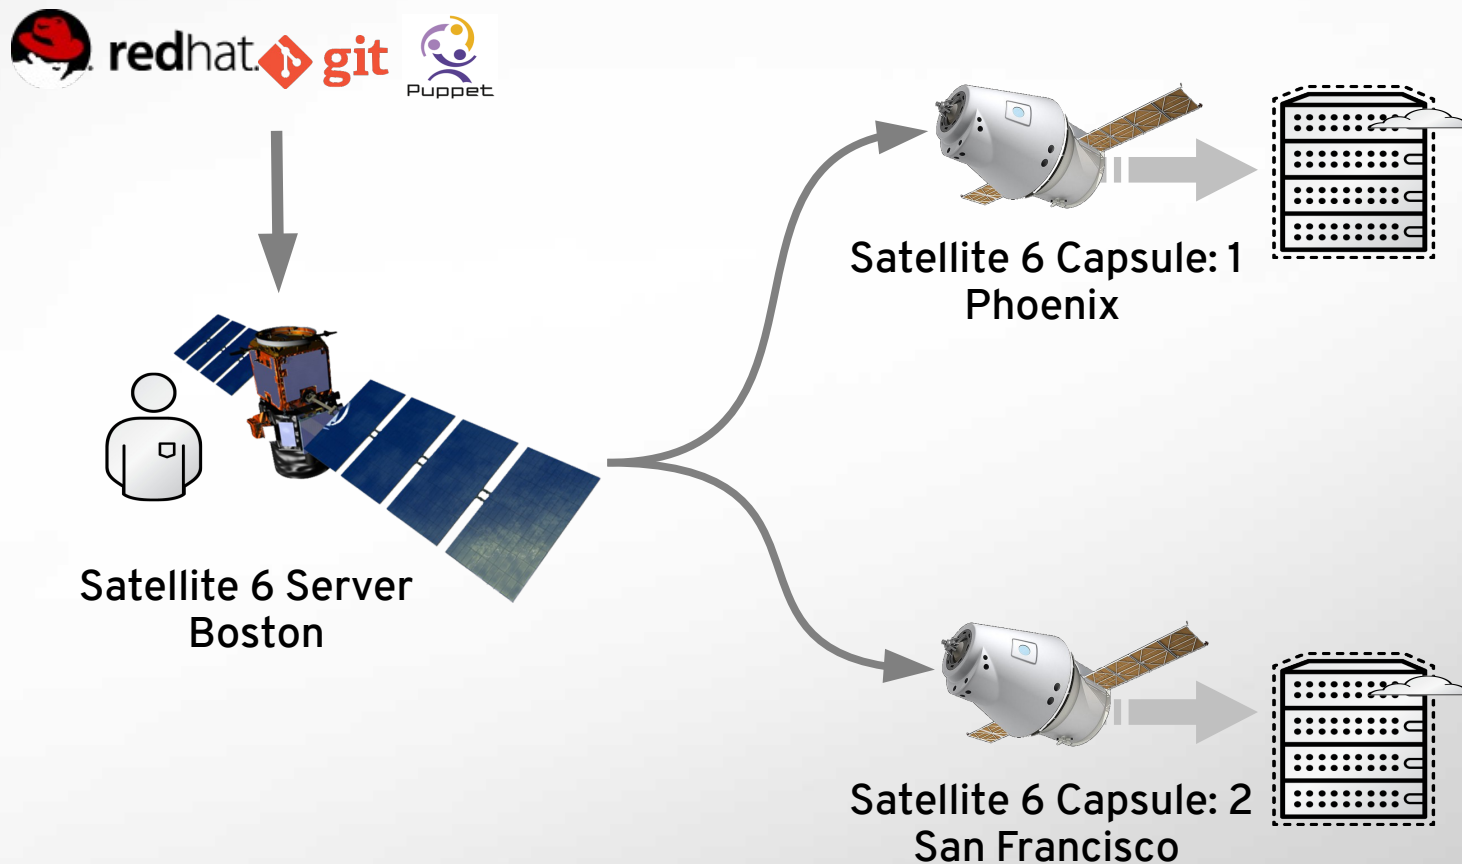 redhat.
git
Puppet
Satellite 6 Capsule: 1
Phoenix
Satellite 6 Server
Boston
Satellite 6 Capsule: 2
San Francisco